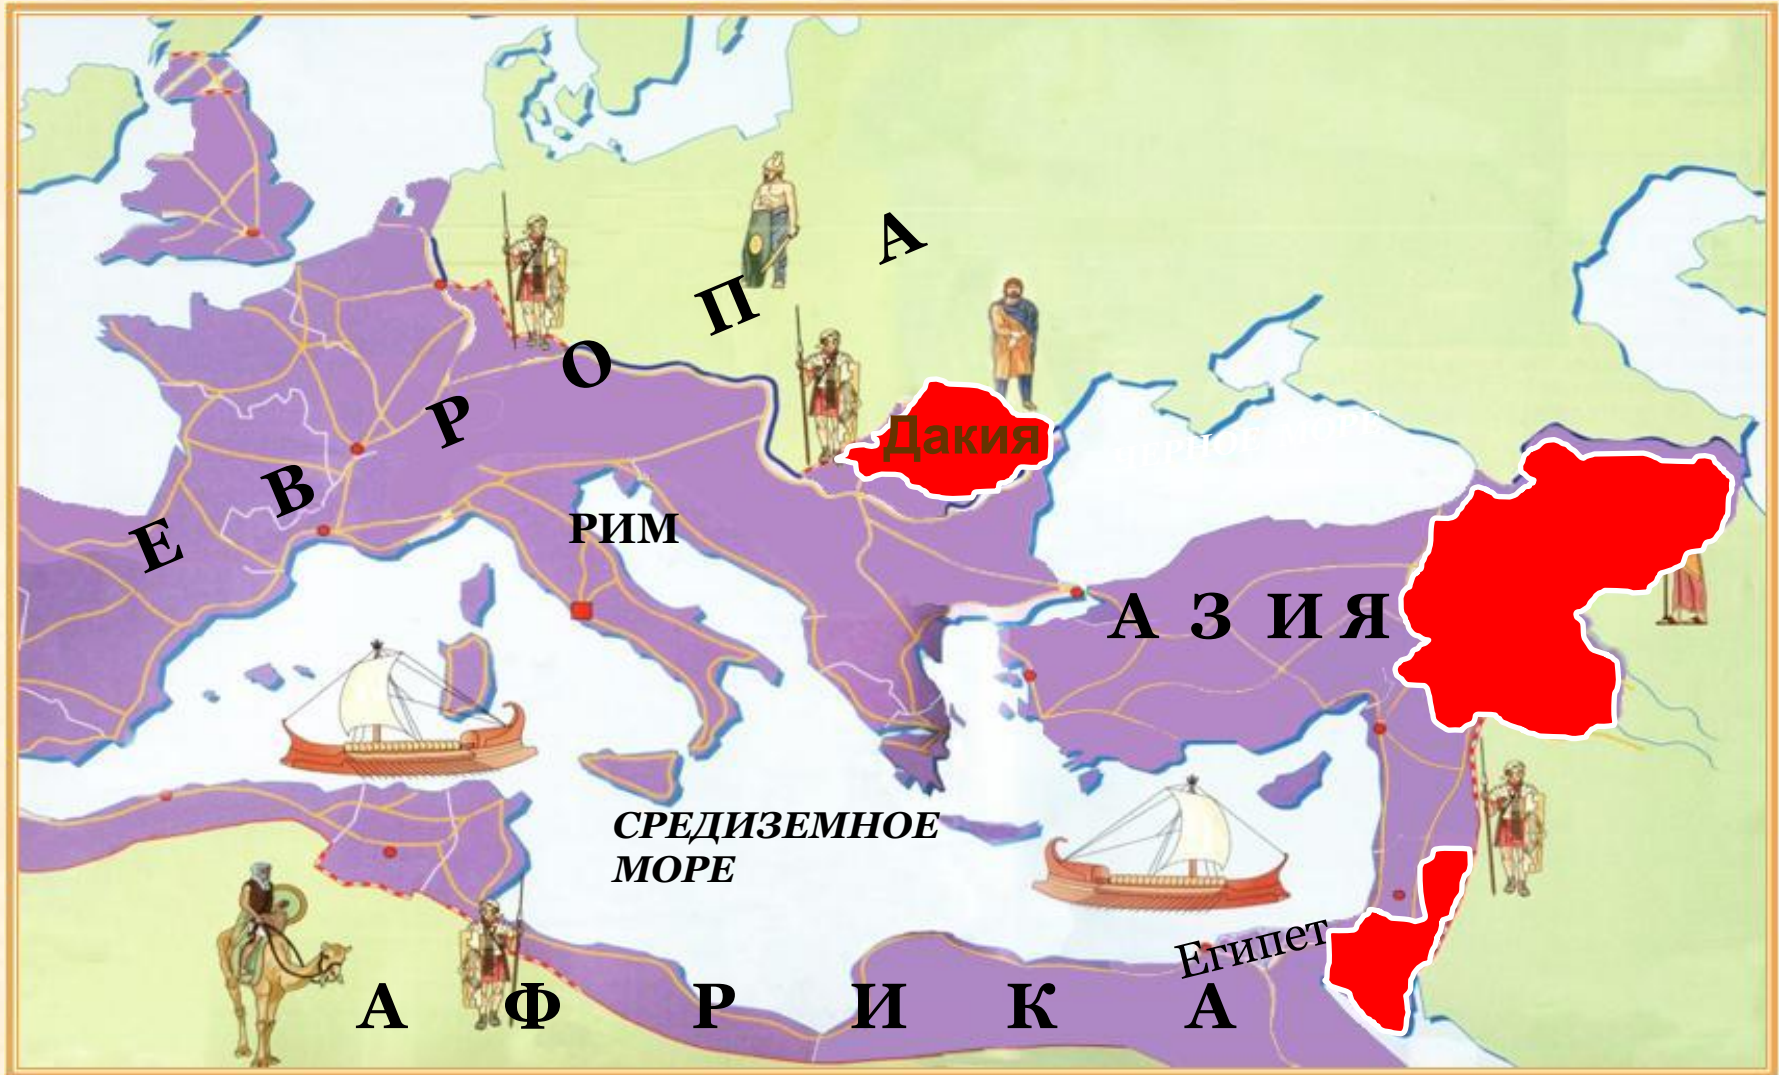 ЕВРОПА
Дакия
РИМ
АЗИЯ
СРЕДИЗЕМНОЕ
МОРЕ
Египет
АФРИКА